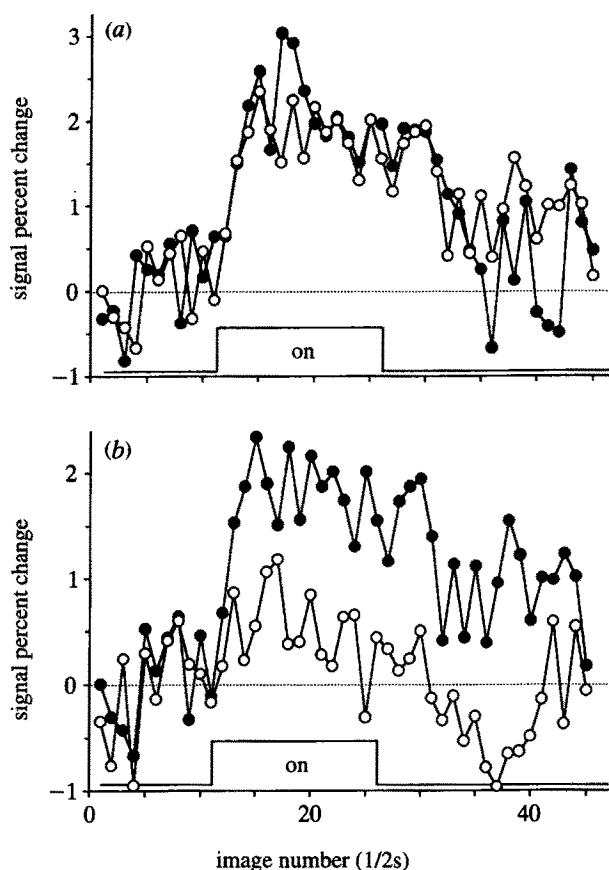 (a)
3
2
1
0
−1
signal percent change
on
(b)
2
1
0
−1
signal percent change
on
0
20
40
image number (1/2s)